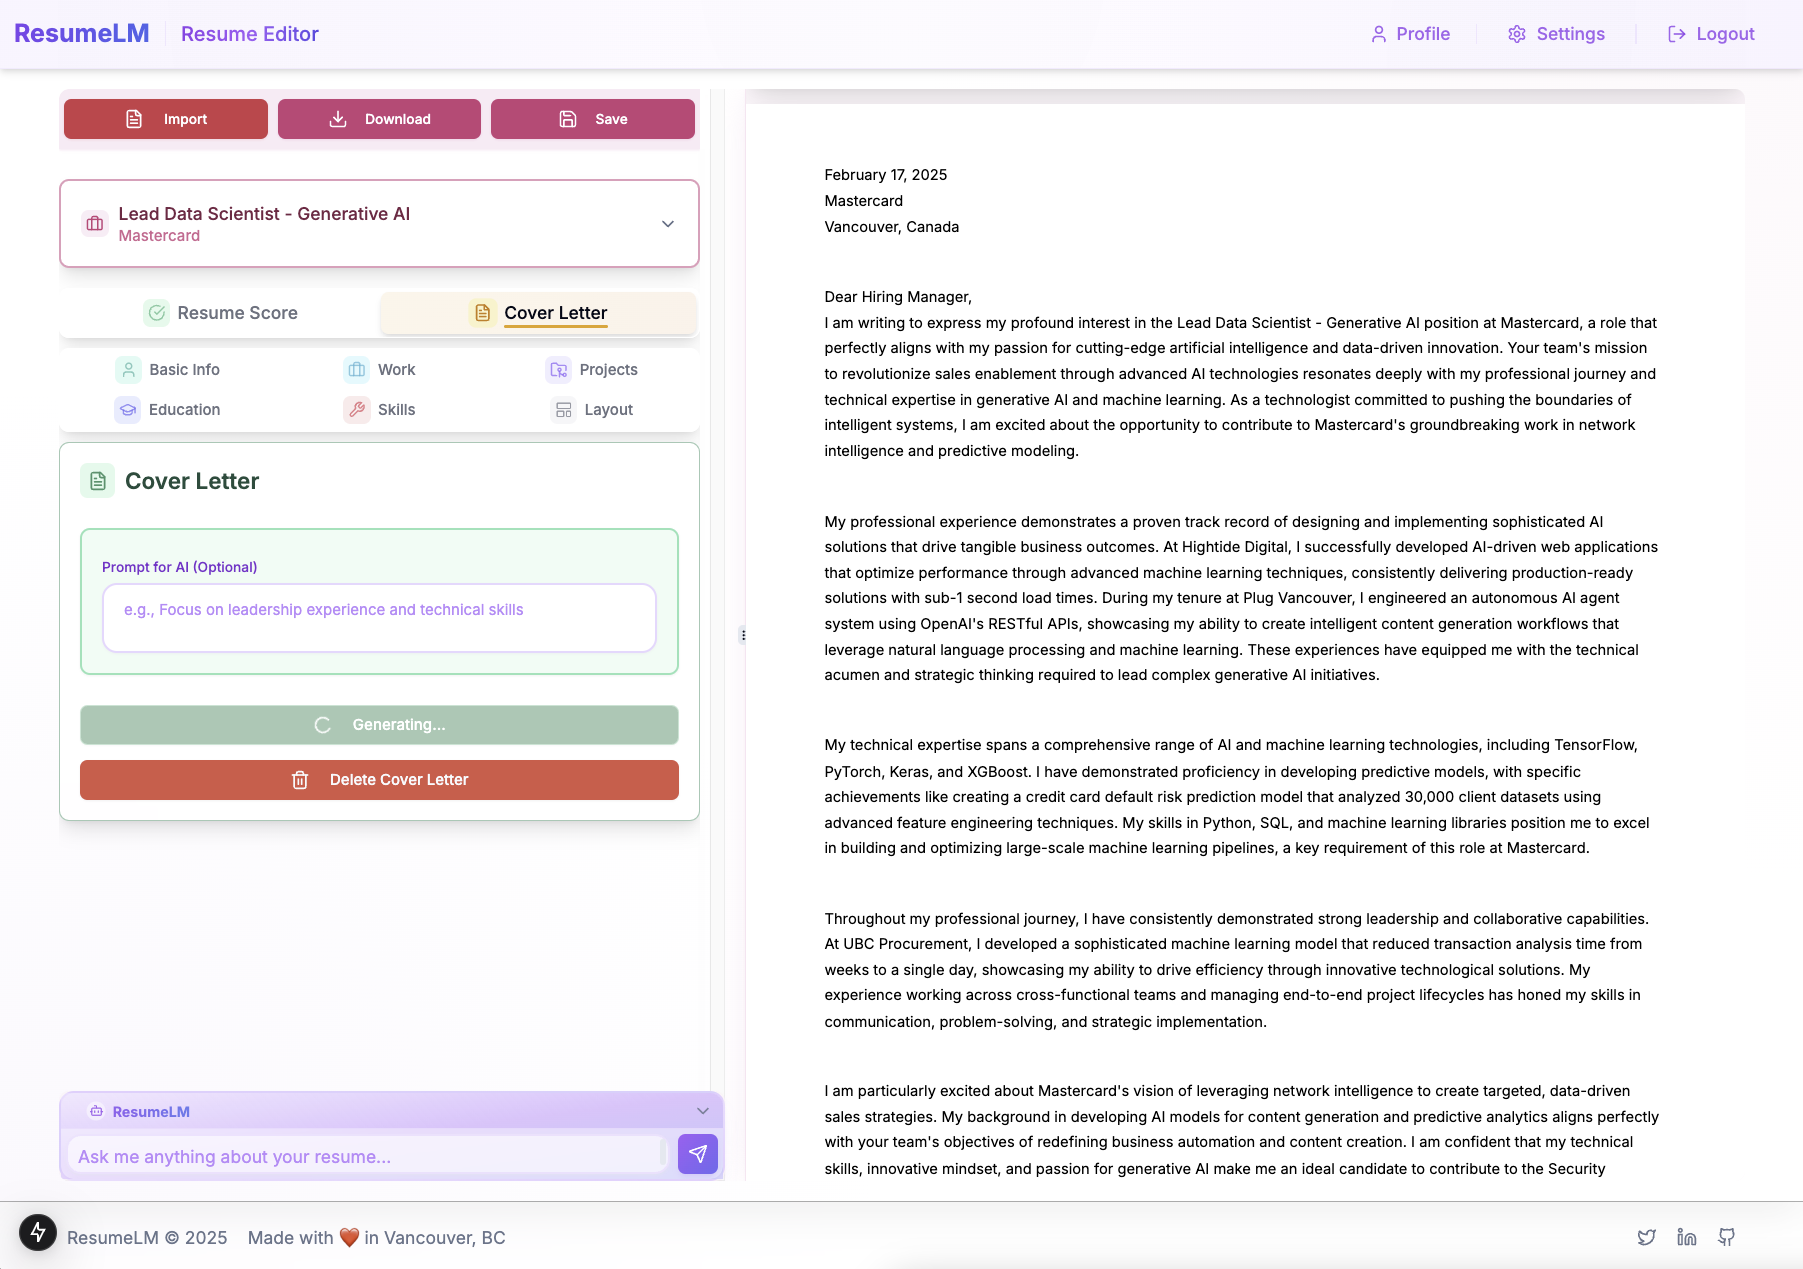 ResumeLM
Resume Editor
Profile
Settings
Logout
Import
Download
Save
Lead Data Scientist - Generative AI
Mastercard
Resume Score
Cover Letter
Basic Info
Work
Projects
Education
Skills
Layout
Cover Letter
Prompt for AI (Optional)
e.g., Focus on leadership experience and technical skills
Generating...
Delete Cover Letter
ResumeLM
Ask me anything about your resume...
February 17, 2025
Mastercard
Vancouver, Canada
Dear Hiring Manager,
I am writing to express my profound interest in the Lead Data Scientist - Generative AI position at Mastercard, a role that
perfectly aligns with my passion for cutting-edge artificial intelligence and data-driven innovation. Your team's mission
to revolutionize sales enablement through advanced AI technologies resonates deeply with my professional journey and
technical expertise in generative AI and machine learning. As a technologist committed to pushing the boundaries of
intelligent systems, I am excited about the opportunity to contribute to Mastercard's groundbreaking work in network
intelligence and predictive modeling.
My professional experience demonstrates a proven track record of designing and implementing sophisticated AI
solutions that drive tangible business outcomes. At Hightide Digital, I successfully developed AI-driven web applications
that optimize performance through advanced machine learning techniques, consistently delivering production-ready
solutions with sub-1 second load times. During my tenure at Plug Vancouver, I engineered an autonomous AI agent
system using OpenAI's RESTful APIs, showcasing my ability to create intelligent content generation workflows that
leverage natural language processing and machine learning. These experiences have equipped me with the technical
acumen and strategic thinking required to lead complex generative AI initiatives.
My technical expertise spans a comprehensive range of AI and machine learning technologies, including TensorFlow,
PyTorch, Keras, and XGBoost. I have demonstrated proficiency in developing predictive models, with specific
achievements like creating a credit card default risk prediction model that analyzed 30,000 client datasets using
advanced feature engineering techniques. My skills in Python, SQL, and machine learning libraries position me to excel
in building and optimizing large-scale machine learning pipelines, a key requirement of this role at Mastercard.
Throughout my professional journey, I have consistently demonstrated strong leadership and collaborative capabilities.
At UBC Procurement, I developed a sophisticated machine learning model that reduced transaction analysis time from
weeks to a single day, showcasing my ability to drive efficiency through innovative technological solutions. My
experience working across cross-functional teams and managing end-to-end project lifecycles has honed my skills in
communication, problem-solving, and strategic implementation.
I am particularly excited about Mastercard's vision of leveraging network intelligence to create targeted, data-driven
sales strategies. My background in developing AI models for content generation and predictive analytics aligns perfectly
with your team's objectives of redefining business automation and content creation. I am confident that my technical
skills, innovative mindset, and passion for generative AI make me an ideal candidate to contribute to the Security
ResumeLM © 2025
Made with ❤️ in Vancouver, BC